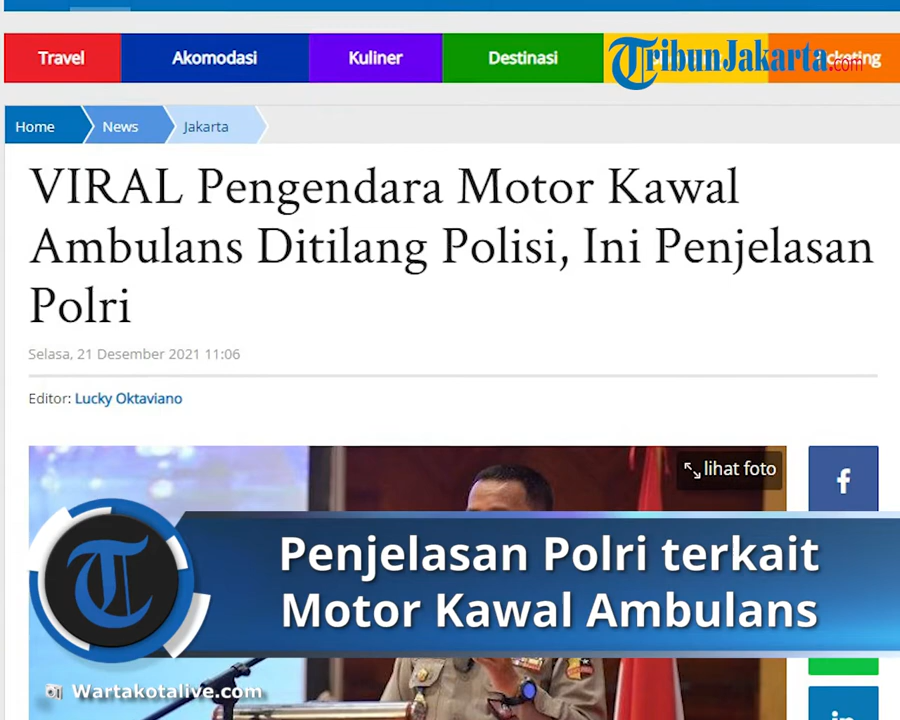 Travel
Akomodasi
Kuliner
Destinasi
TribunJakarta.com
Home
News
Jakarta
VIRAL Pengendara Motor Kawal
Ambulans Ditilang Polisi, Ini Penjelasan
Polri
Selasa, 21 Desember 2021 11:06
Editor: Lucky Oktaviano
lihat foto
f
Penjelasan Polri terkait
Motor Kawal Ambulans
T
Wartakotalive.com
in